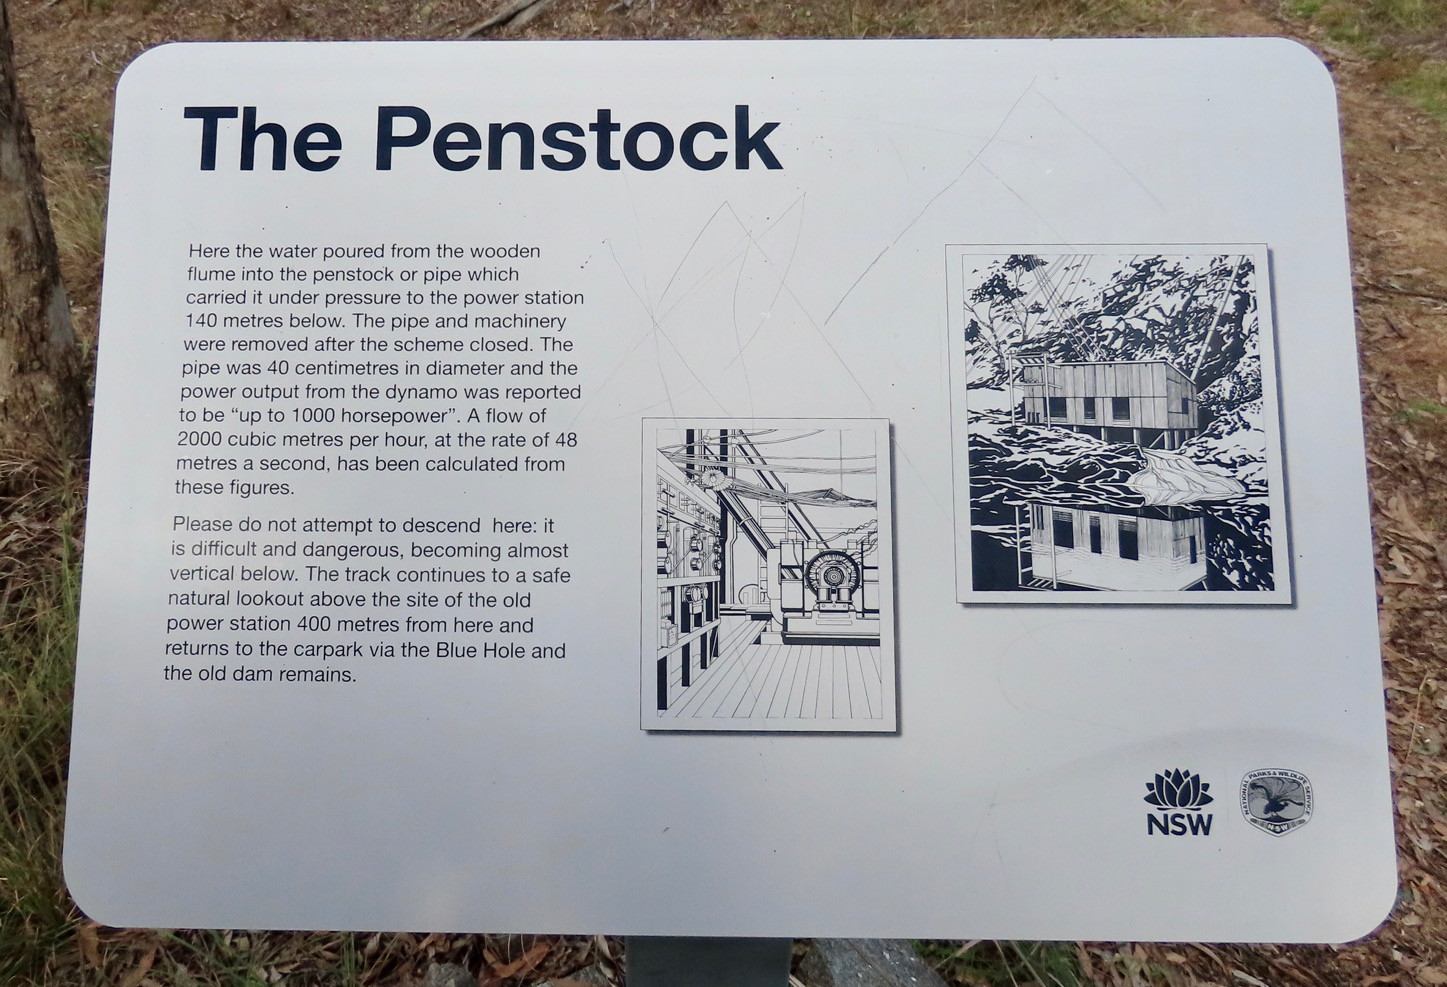 The Penstock
Here the water poured from the wooden
flume into the penstock or pipe which
carried it under pressure to the power station
140 metres below. The pipe and machinery
were removed after the scheme closed. The
pipe was 40 centimetres in diameter and the
power output from the dynamo was reported
to be “up to 1000 horsepower”. A flow of
2000 cubic metres per hour, at the rate of 48
metres a second, has been calculated from
these figures.
Please do not attempt to descend  here: it
is difficult and dangerous, becoming almost
vertical below. The track continues to a safe
natural lookout above the site of the old
power station 400 metres from here and
returns to the carpark via the Blue Hole and
the old dam remains.
NSW
NATIONAL PARKS & WILDLIFE SERVICE
NSW